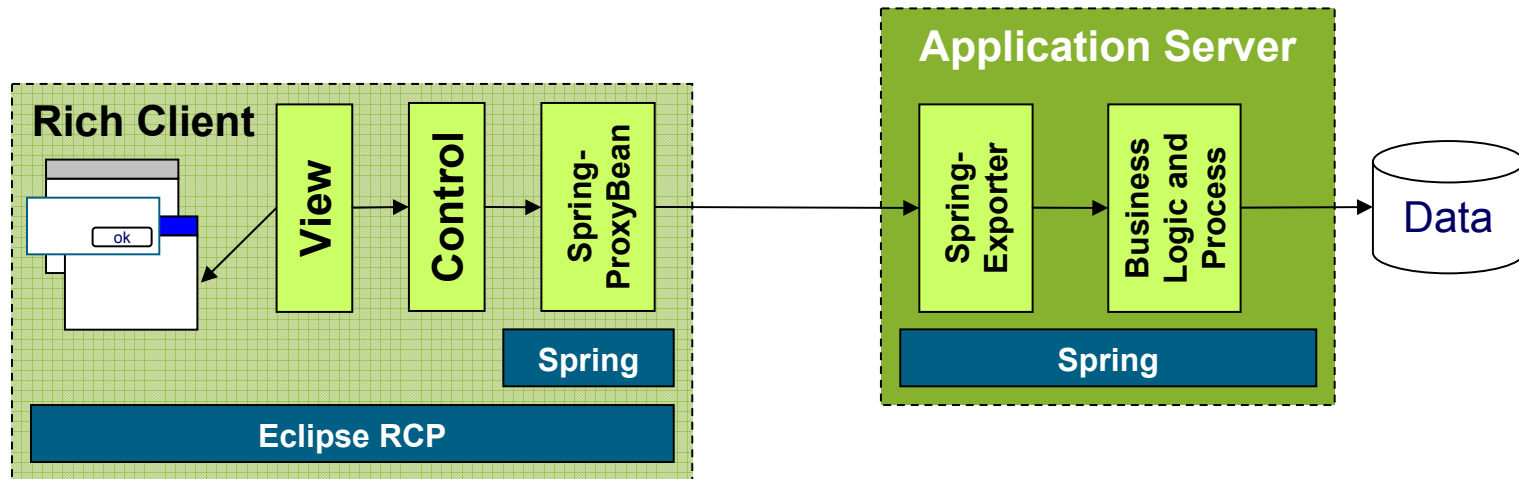 Application Server
Rich Client
ok
View
Control
Spring-
ProxyBean
Spring-
Exporter
Business
Logic and
Process
Data
Spring
Spring
Eclipse RCP